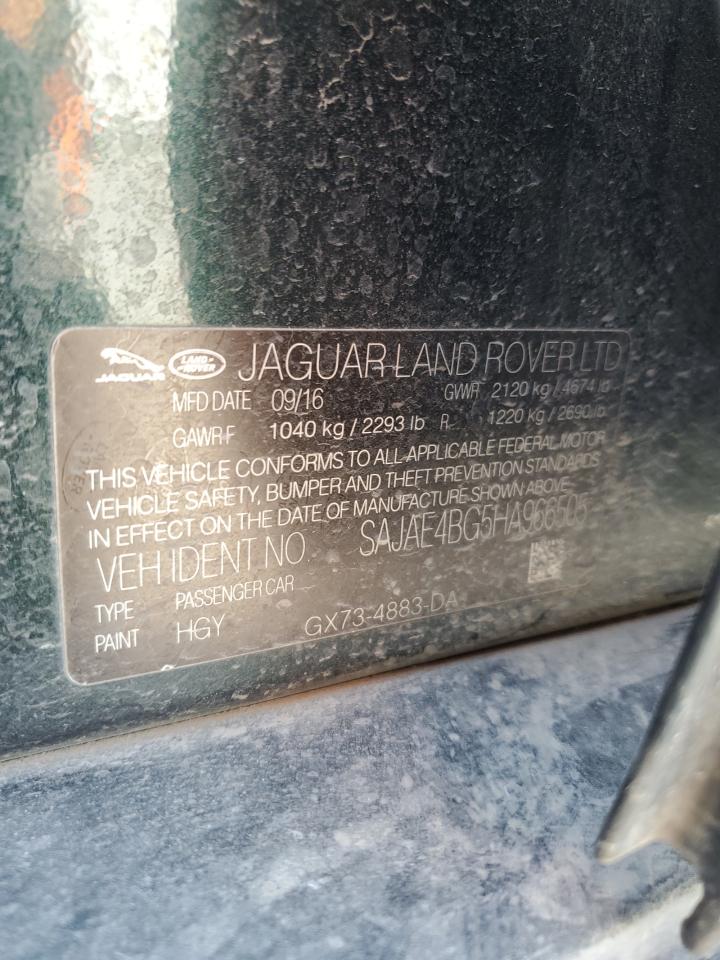 JAGUAR LAND ROVER JAGUAR LAND ROVER LTD
MFD DATE 09/16 GWR 2120 kg / 4674 lb
GAWR F 1040 kg / 2293 lb R 1220 kg / 2690 lb
THIS VEHICLE CONFORMS TO ALL APPLICABLE FEDERAL MOTOR
VEHICLE SAFETY, BUMPER AND THEFT PREVENTION STANDARDS
IN EFFECT ON THE DATE OF MANUFACTURE SHOWN ABOVE
VEH IDENT NO SAJAE4BG5HA966505
TYPE PASSENGER CAR
PAINT HGY GX73-4883-DA